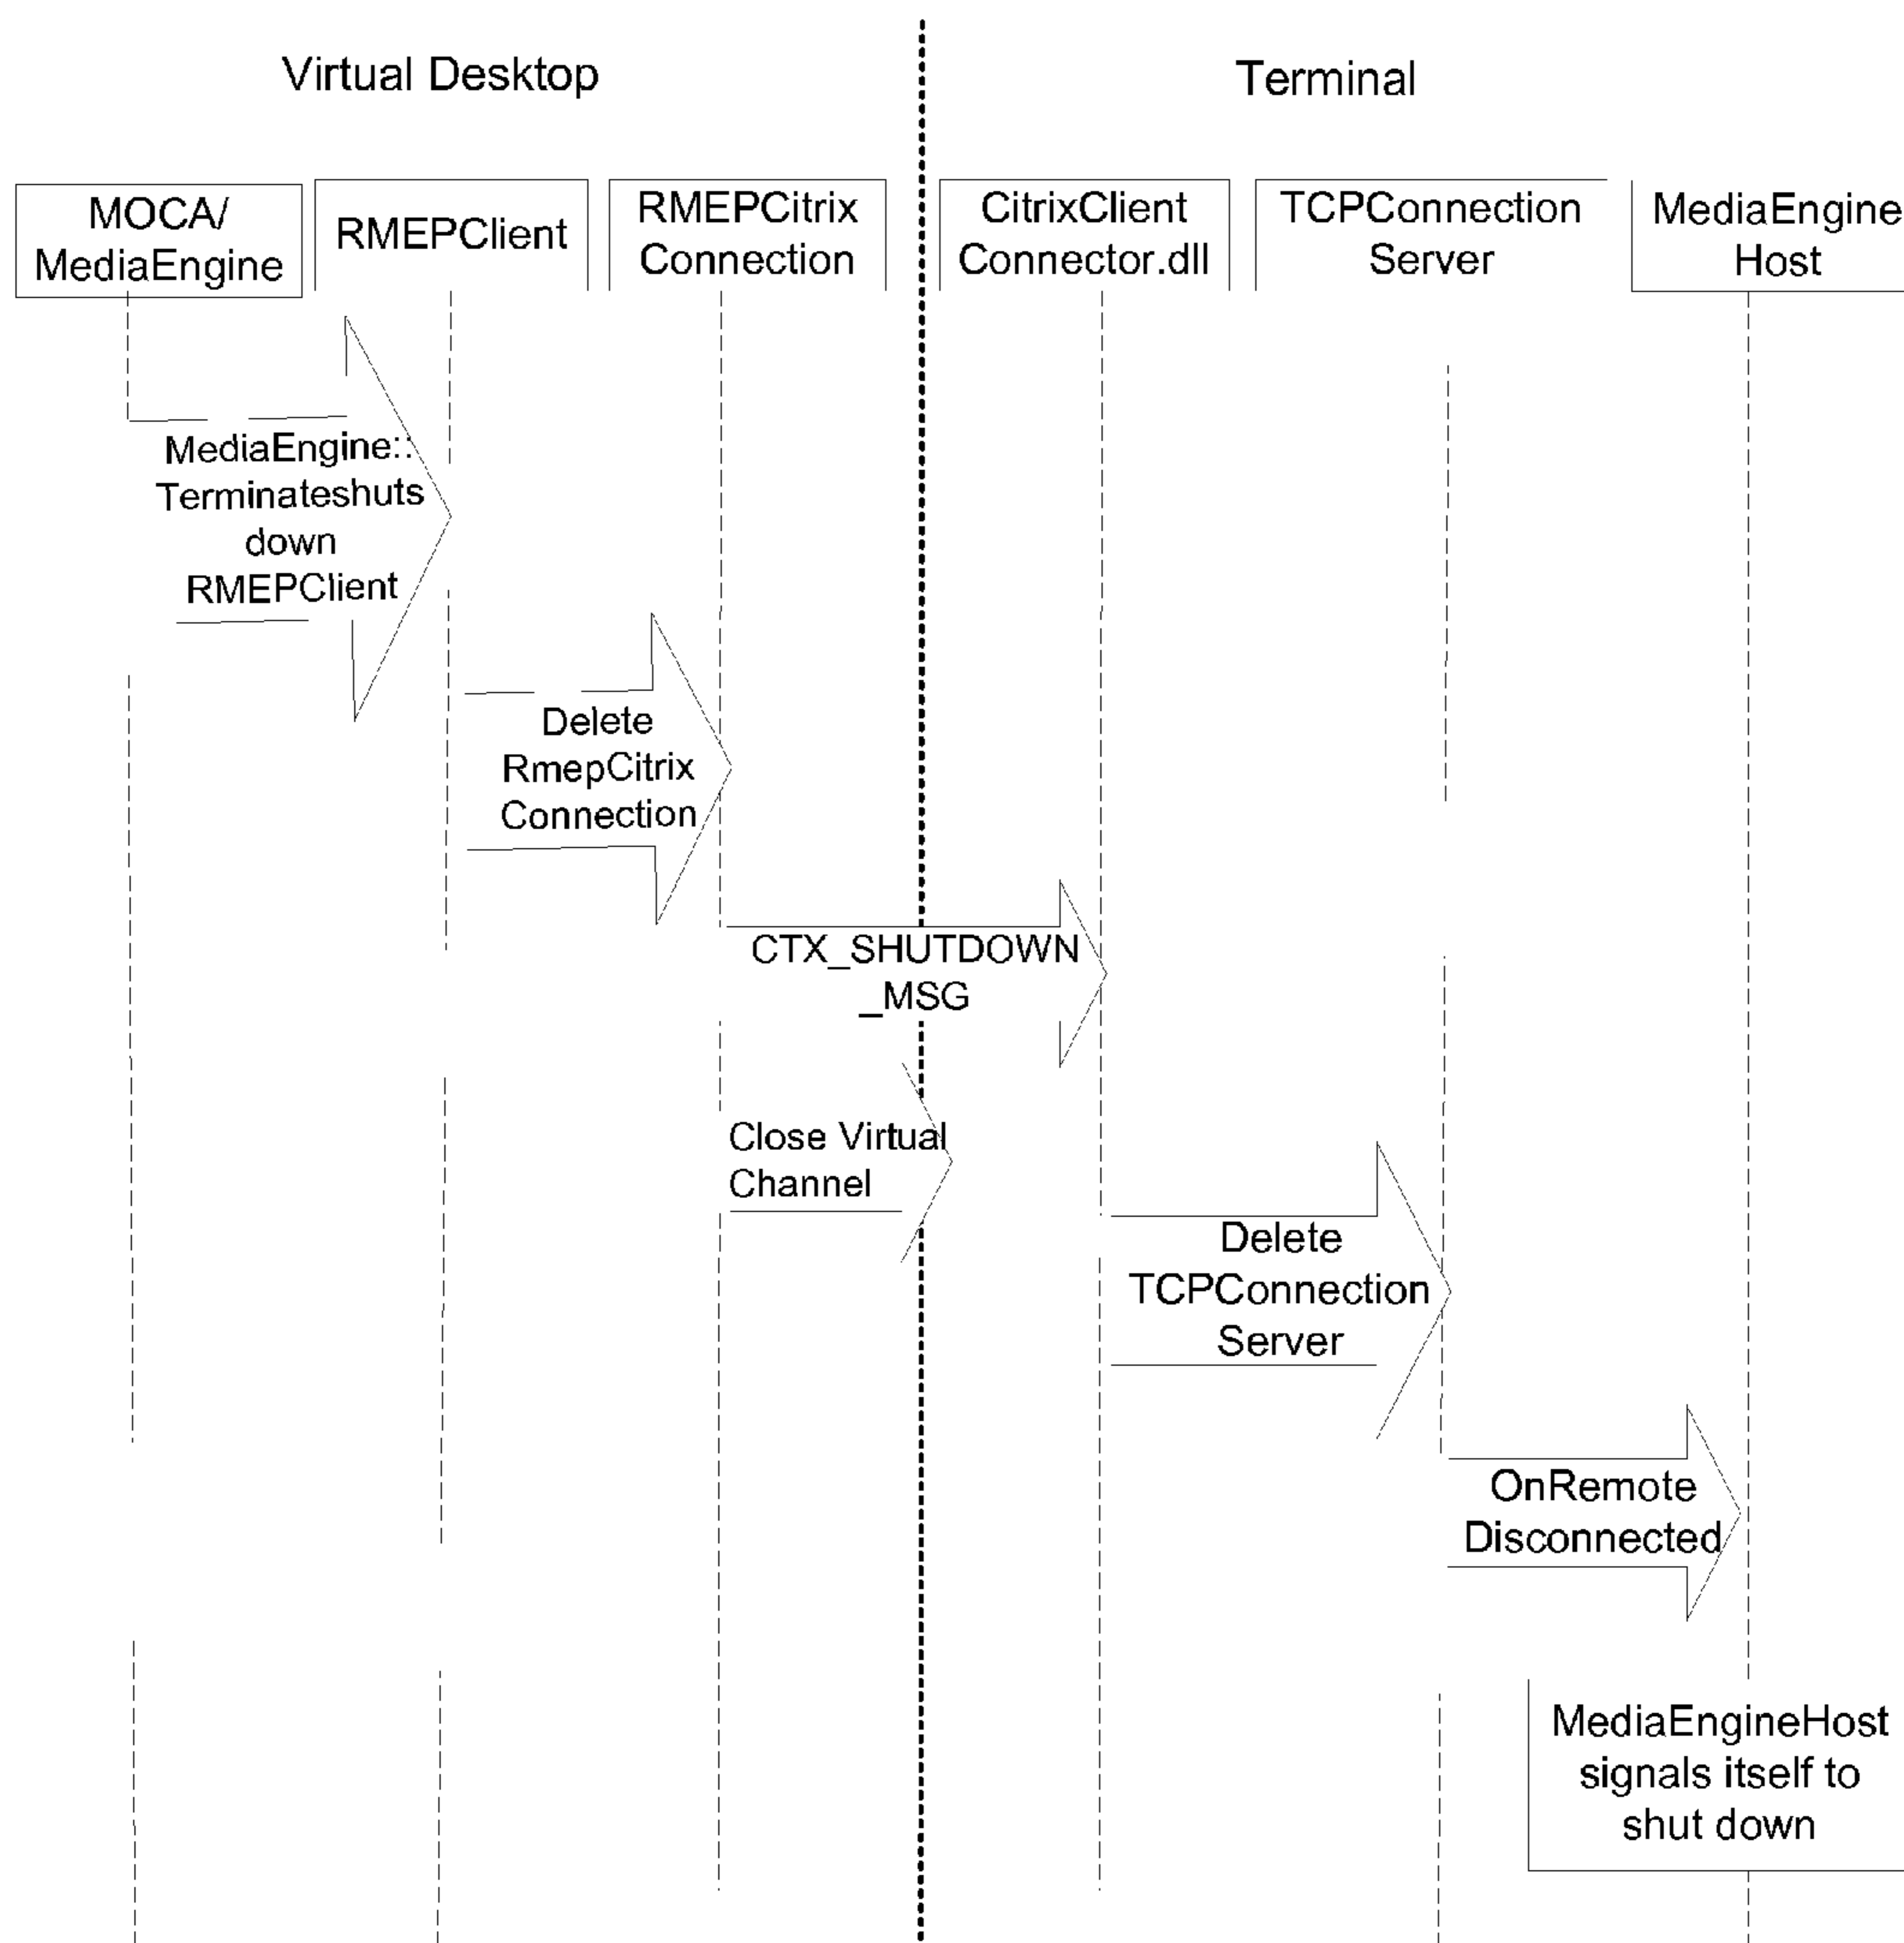 Virtual Desktop
Terminal
MOCA/
MediaEngine
RMEPClient
RMEPCitrix
Connection
CitrixClient
Connector.dll
TCPConnection
Server
MediaEngine
Host
MediaEngine::
Terminateshuts
down
RMEPClient
Delete
RmepCitrix
Connection
CTX_SHUTDOWN
_MSG
Close Virtual
Channel
Delete
TCPConnection
Server
OnRemote
Disconnected
MediaEngineHost
signals itself to
shut down